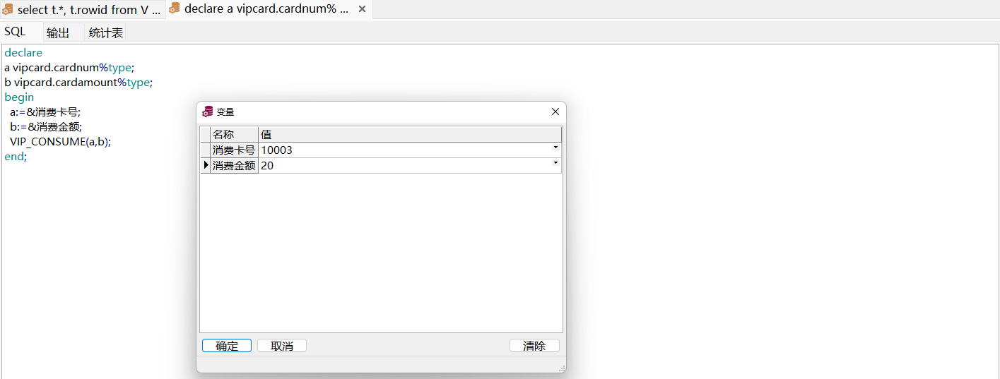 select t.*, t.rowid from V ...
declare a vipcard.cardnum% ...
SQL
输出
统计表
declare
a vipcard.cardnum%type;
b vipcard.cardamount%type;
begin
a:=&消费卡号;
b:=&消费金额;
VIP_CONSUME(a,b);
end;
变量
名称 值
消费卡号 10003
消费金额 20
确定 取消 清除